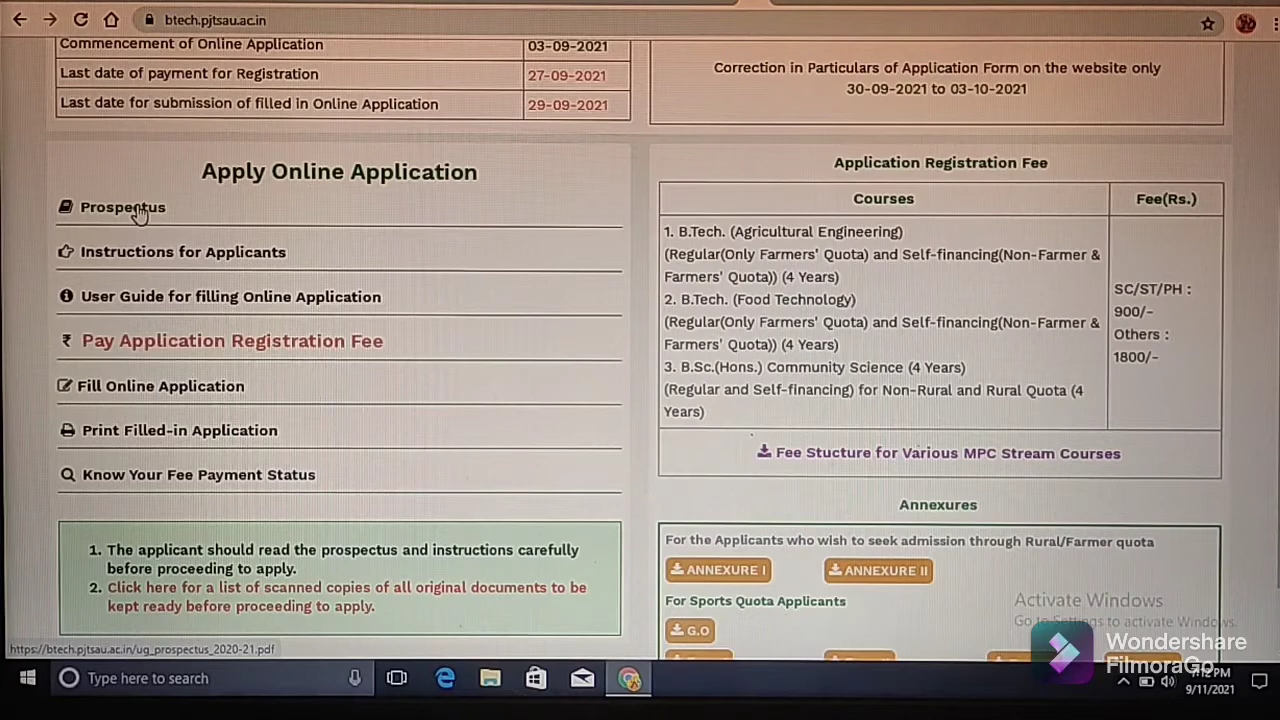 btech.pjtsau.ac.in
Commencement of Online Application 03-09-2021
Last date of payment for Registration 27-09-2021
Last date for submission of filled in Online Application 29-09-2021
Correction in Particulars of Application Form on the website only
30-09-2021 to 03-10-2021
Apply Online Application
Prospectus
Instructions for Applicants
User Guide for filling Online Application
₹ Pay Application Registration Fee
Fill Online Application
Print Filled-in Application
Know Your Fee Payment Status
1. The applicant should read the prospectus and instructions carefully
before proceeding to apply.
2. Click here for a list of scanned copies of all original documents to be
kept ready before proceeding to apply.
Application Registration Fee
Courses Fee(Rs.)
1. B.Tech. (Agricultural Engineering)
(Regular(Only Farmers' Quota) and Self-financing(Non-Farmer &
Farmers' Quota)) (4 Years)
2. B.Tech. (Food Technology)
(Regular(Only Farmers' Quota) and Self-financing(Non-Farmer &
Farmers' Quota)) (4 Years)
3. B.Sc.(Hons.) Community Science (4 Years)
(Regular and Self-financing) for Non-Rural and Rural Quota (4
Years)
SC/ST/PH :
900/-
Others :
1800/-
Fee Stucture for Various MPC Stream Courses
Annexures
For the Applicants who wish to seek admission through Rural/Farmer quota
ANNEXURE I ANNEXURE II
For Sports Quota Applicants
G.O
Activate Windows
Go to Settings to activate Windows.
Wondershare
FilmoraGo
https://btech.pjtsau.ac.in/ug_prospectus_2020-21.pdf
Type here to search
7:12 PM
9/11/2021